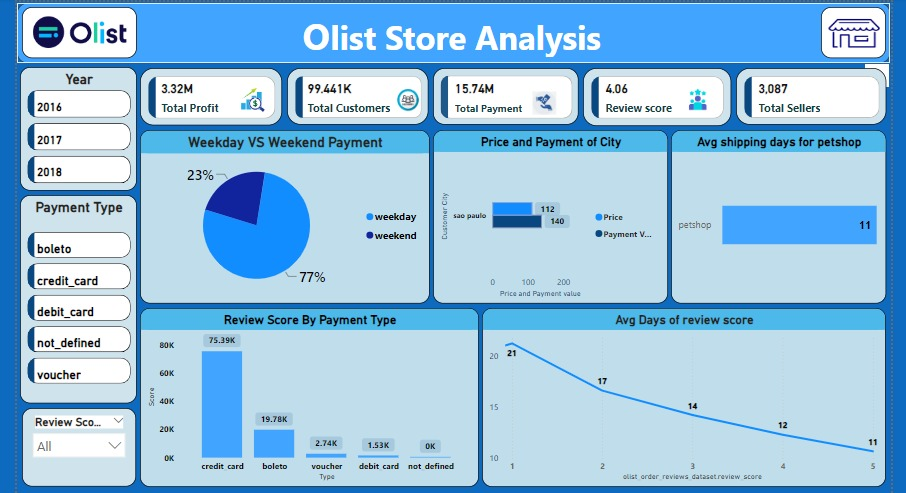 Olist
Olist Store Analysis
Year
2016
2017
2018
Payment Type
boleto
credit_card
debit_card
not_defined
voucher
Review Sco...
All
3.32M
Total Profit
99.441K
Total Customers
15.74M
Total Payment
4.06
Review score
3,087
Total Sellers
Weekday VS Weekend Payment
23%
77%
weekday
weekend
Price and Payment of City
Customer City
sao paulo
112
140
0 100 200
Price and Payment value
Price
Payment V...
Avg shipping days for petshop
petshop
11
Review Score By Payment Type
Score
80K
60K
40K
20K
0K
75.39K
19.78K
2.74K
1.53K
0K
credit_card boleto voucher debit_card not_defined
Type
Avg Days of review score
20
15
10
21
17
14
12
11
1 2 3 4 5
olist_order_reviews_dataset.review_score